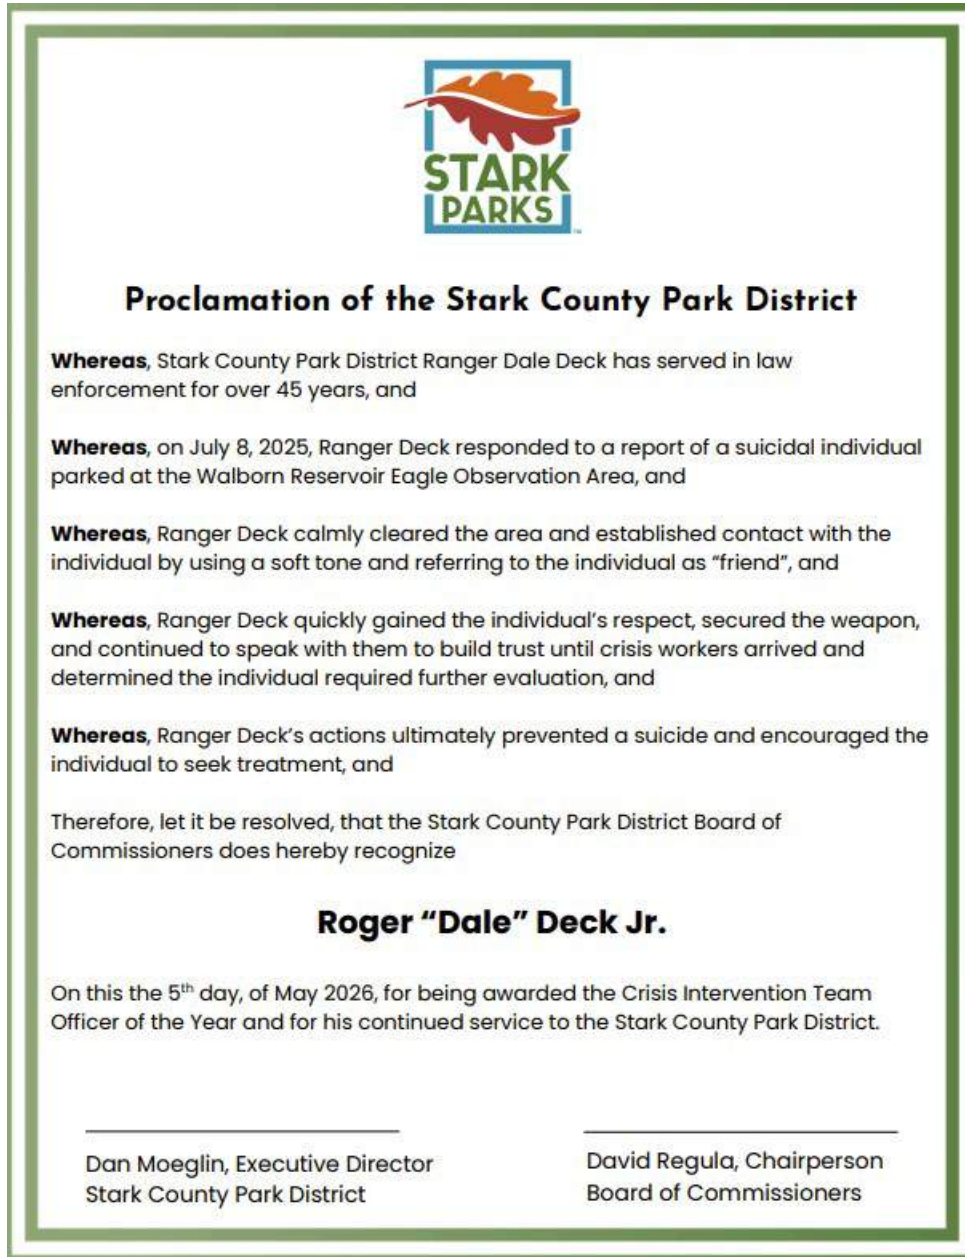 STARK
PARKS
™
Proclamation of the Stark County Park District
Whereas, Stark County Park District Ranger Dale Deck has served in law
enforcement for over 45 years, and
Whereas, on July 8, 2025, Ranger Deck responded to a report of a suicidal individual
parked at the Walborn Reservoir Eagle Observation Area, and
Whereas, Ranger Deck calmly cleared the area and established contact with the
individual by using a soft tone and referring to the individual as “friend”, and
Whereas, Ranger Deck quickly gained the individual’s respect, secured the weapon,
and continued to speak with them to build trust until crisis workers arrived and
determined the individual required further evaluation, and
Whereas, Ranger Deck’s actions ultimately prevented a suicide and encouraged the
individual to seek treatment, and
Therefore, let it be resolved, that the Stark County Park District Board of
Commissioners does hereby recognize
Roger “Dale” Deck Jr.
On this the 5th day, of May 2026, for being awarded the Crisis Intervention Team
Officer of the Year and for his continued service to the Stark County Park District.
Dan Moeglin, Executive Director
Stark County Park District
David Regula, Chairperson
Board of Commissioners